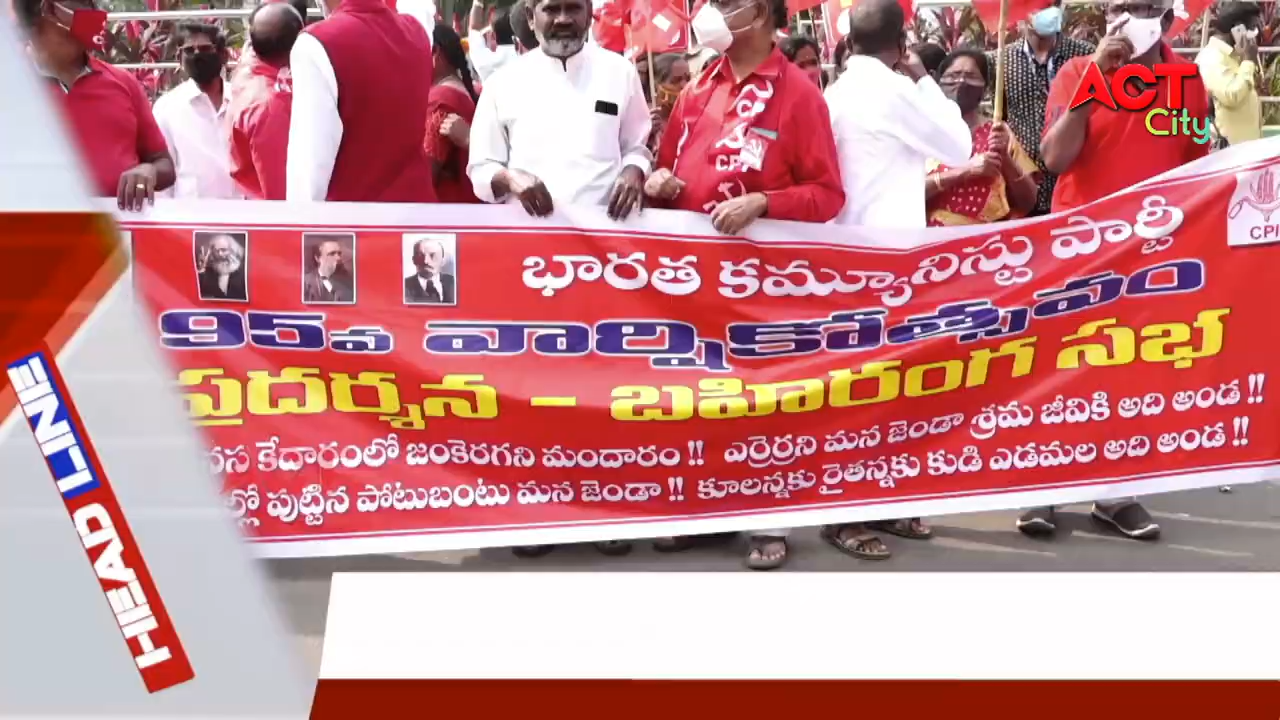 ACT
City
CPI
CPI
భారత కమ్యూనిస్టు పార్టీ
95వ వార్షికోత్సవం
ప్రదర్శన - బహిరంగ సభ
కేదారంలో జంకెరగని మందారం !! ఎర్రెర్రని మన జెండా శ్రమ జీవికి అది అండ !!
పుట్టిన పోటుబంటు మన జెండా !! కూలన్నకు రైతన్నకు కుడి ఎడమల అది అండ !!
HEAD LINE